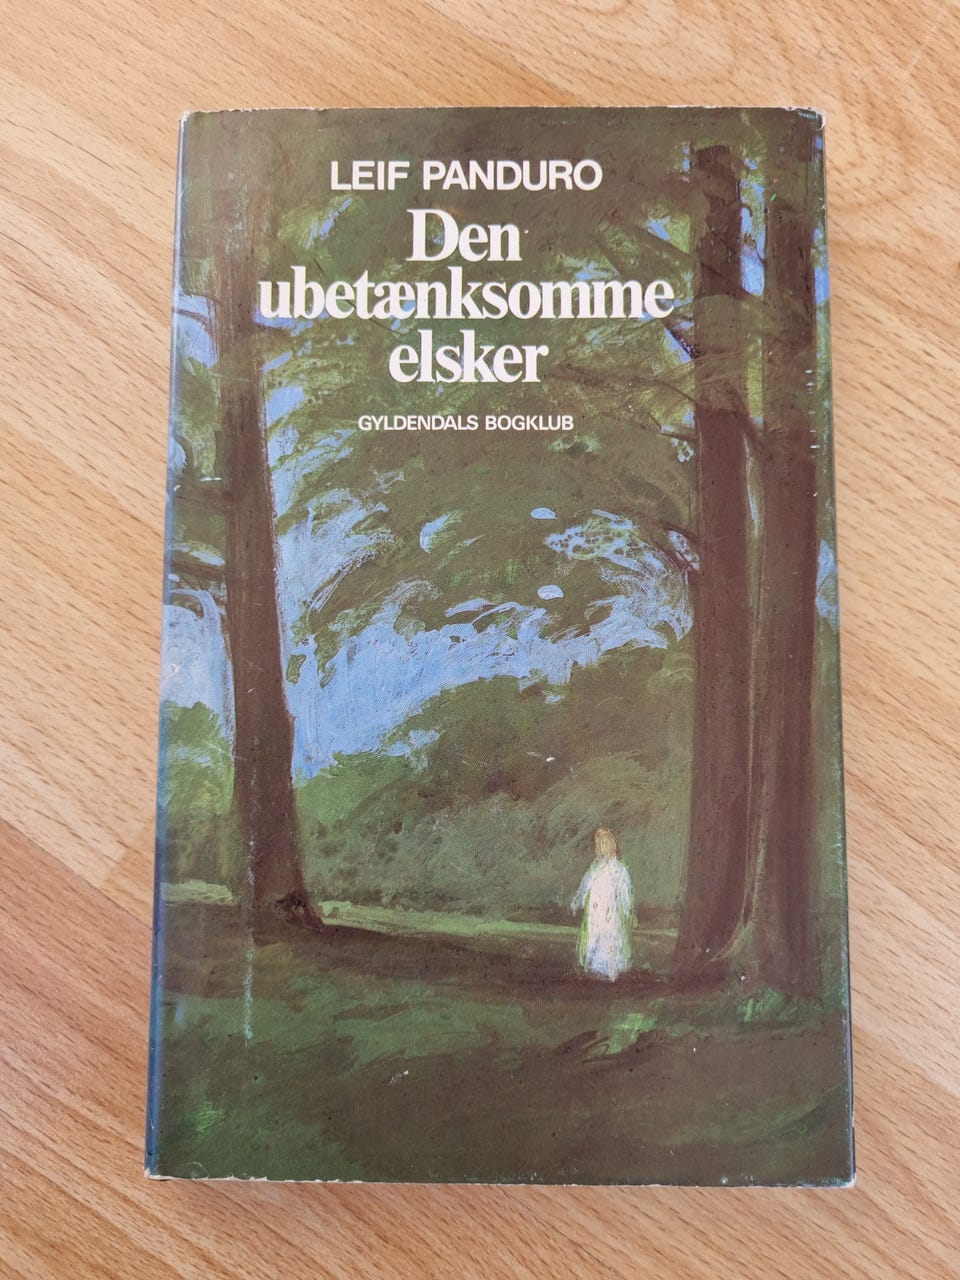 LEIF PANDURO
Den
ubetænksomme
elsker
GYLDENDALS BOGKLUB